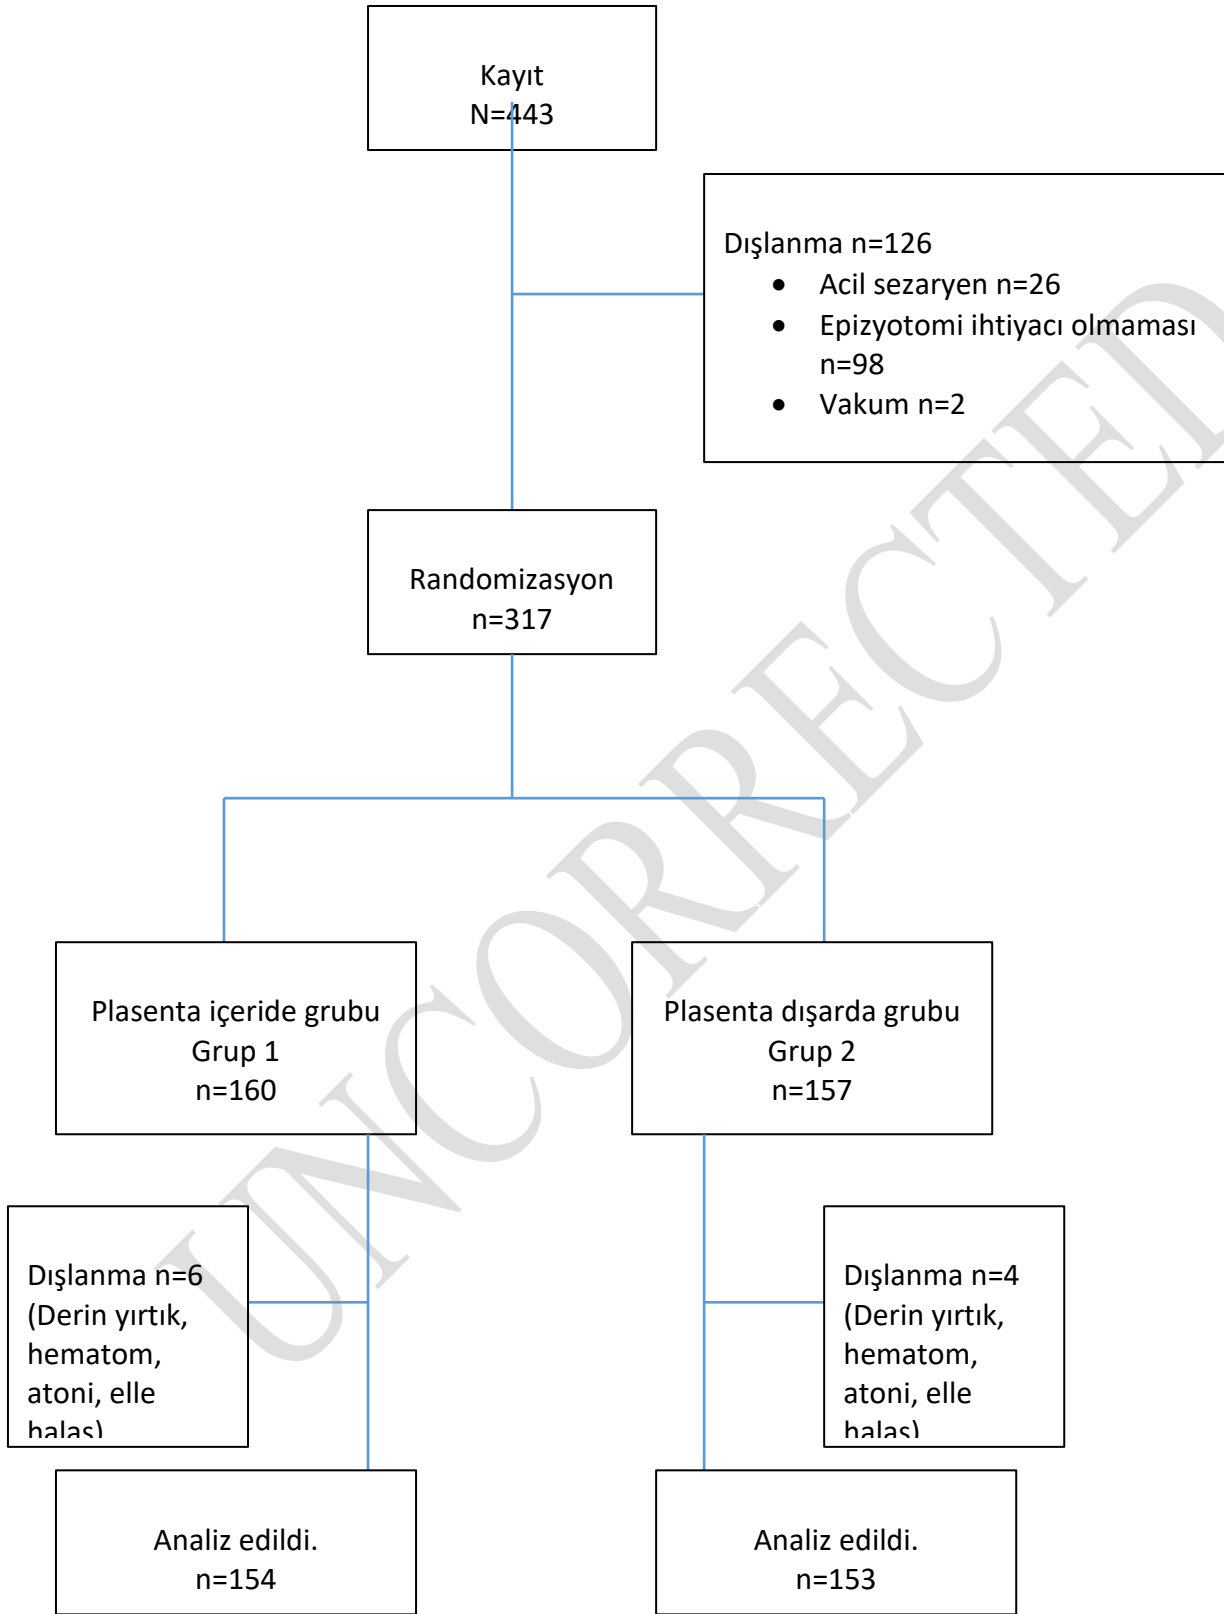 Kayıt
N=443
Dışlanma n=126
• Acil sezaryen n=26
• Epizyotomi ihtiyacı olmaması
n=98
• Vakum n=2
Randomizasyon
n=317
Plasenta içeride grubu
Grup 1
n=160
Plasenta dışarda grubu
Grup 2
n=157
Dışlanma n=6
(Derin yırtık,
hematom,
atoni, elle
halas)
Dışlanma n=4
(Derin yırtık,
hematom,
atoni, elle
halas)
Analiz edildi.
n=154
Analiz edildi.
n=153
UNCORRECTED